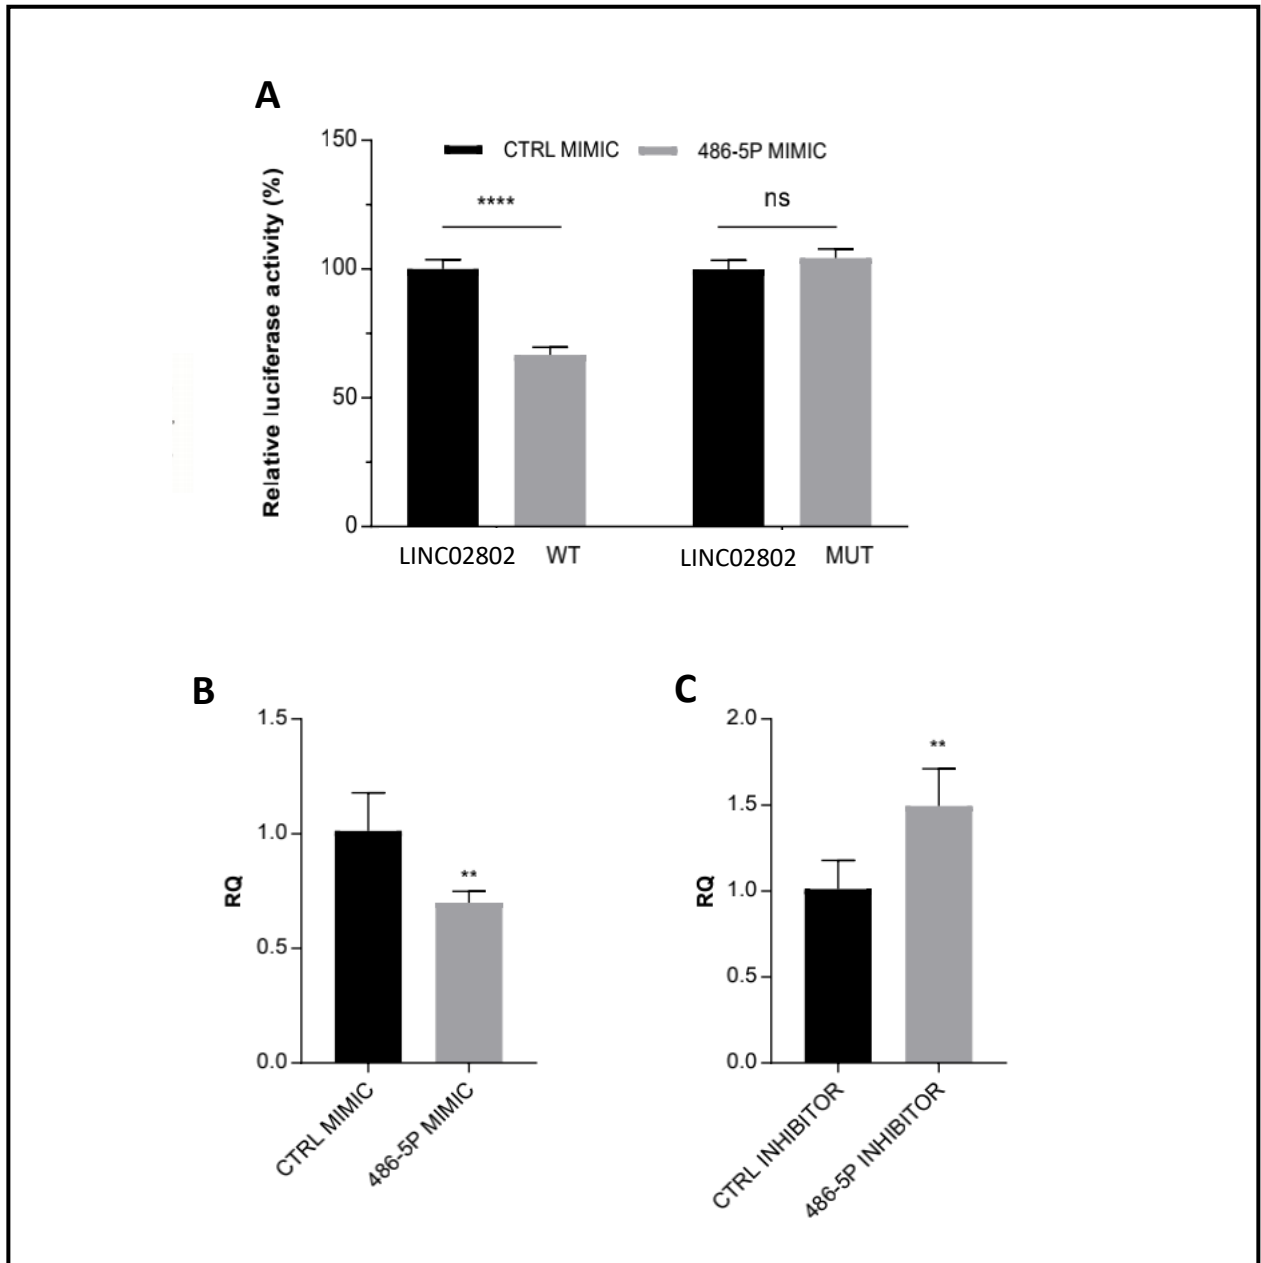 A
150
CTRL MIMIC 486-5P MIMIC
**** ns
100
50
0
Relative luciferase activity (%)
LINC02802 WT LINC02802 MUT
B
1.5
1.0
0.5
0.0
RQ
**
CTRL MIMIC
486-5P MIMIC
C
2.0
1.5
1.0
0.5
0.0
RQ
**
CTRL INHIBITOR
486-5P INHIBITOR